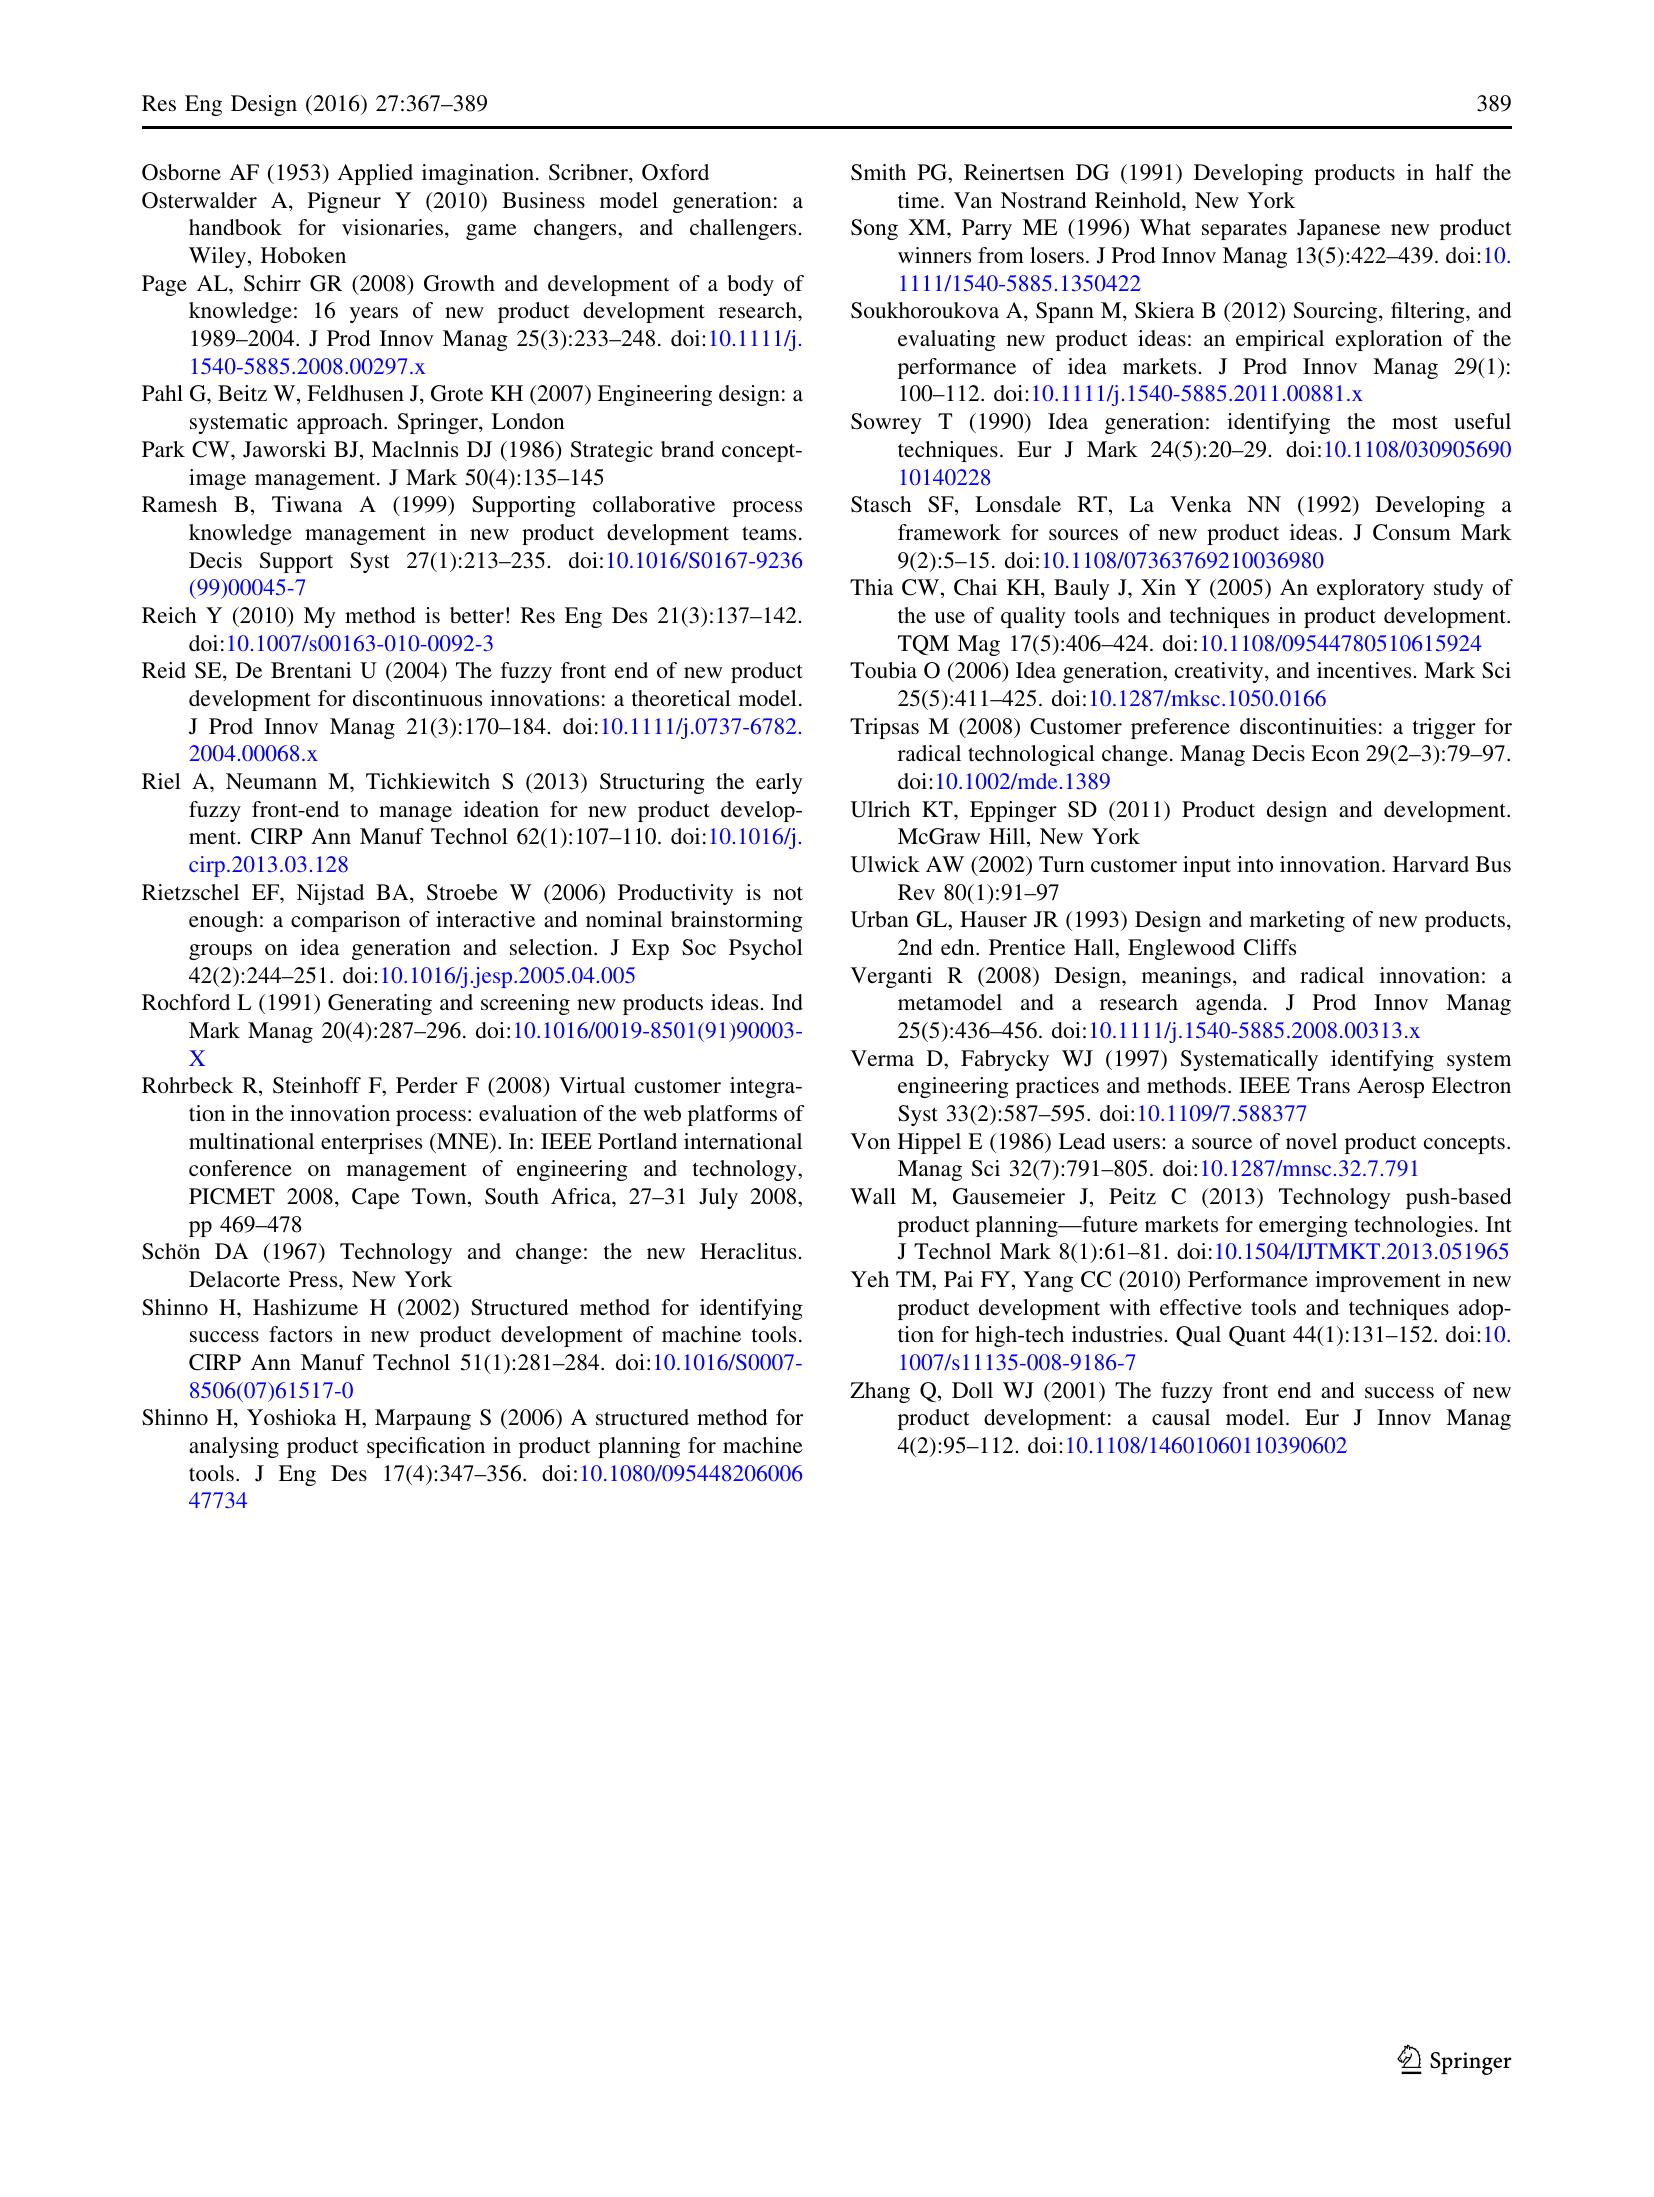 Res Eng Design (2016) 27:367–389
389
Osborne AF (1953) Applied imagination. Scribner, Oxford
Osterwalder A, Pigneur Y (2010) Business model generation: a
handbook for visionaries, game changers, and challengers.
Wiley, Hoboken
Page AL, Schirr GR (2008) Growth and development of a body of
knowledge: 16 years of new product development research,
1989–2004. J Prod Innov Manag 25(3):233–248. doi:10.1111/j.
1540-5885.2008.00297.x
Pahl G, Beitz W, Feldhusen J, Grote KH (2007) Engineering design: a
systematic approach. Springer, London
Park CW, Jaworski BJ, Maclnnis DJ (1986) Strategic brand concept-
image management. J Mark 50(4):135–145
Ramesh B, Tiwana A (1999) Supporting collaborative process
knowledge management in new product development teams.
Decis Support Syst 27(1):213–235. doi:10.1016/S0167-9236
(99)00045-7
Reich Y (2010) My method is better! Res Eng Des 21(3):137–142.
doi:10.1007/s00163-010-0092-3
Reid SE, De Brentani U (2004) The fuzzy front end of new product
development for discontinuous innovations: a theoretical model.
J Prod Innov Manag 21(3):170–184. doi:10.1111/j.0737-6782.
2004.00068.x
Riel A, Neumann M, Tichkiewitch S (2013) Structuring the early
fuzzy front-end to manage ideation for new product develop-
ment. CIRP Ann Manuf Technol 62(1):107–110. doi:10.1016/j.
cirp.2013.03.128
Rietzschel EF, Nijstad BA, Stroebe W (2006) Productivity is not
enough: a comparison of interactive and nominal brainstorming
groups on idea generation and selection. J Exp Soc Psychol
42(2):244–251. doi:10.1016/j.jesp.2005.04.005
Rochford L (1991) Generating and screening new products ideas. Ind
Mark Manag 20(4):287–296. doi:10.1016/0019-8501(91)90003-
X
Rohrbeck R, Steinhoff F, Perder F (2008) Virtual customer integra-
tion in the innovation process: evaluation of the web platforms of
multinational enterprises (MNE). In: IEEE Portland international
conference on management of engineering and technology,
PICMET 2008, Cape Town, South Africa, 27–31 July 2008,
pp 469–478
Schön DA (1967) Technology and change: the new Heraclitus.
Delacorte Press, New York
Shinno H, Hashizume H (2002) Structured method for identifying
success factors in new product development of machine tools.
CIRP Ann Manuf Technol 51(1):281–284. doi:10.1016/S0007-
8506(07)61517-0
Shinno H, Yoshioka H, Marpaung S (2006) A structured method for
analysing product specification in product planning for machine
tools. J Eng Des 17(4):347–356. doi:10.1080/095448206006
47734
Smith PG, Reinertsen DG (1991) Developing products in half the
time. Van Nostrand Reinhold, New York
Song XM, Parry ME (1996) What separates Japanese new product
winners from losers. J Prod Innov Manag 13(5):422–439. doi:10.
1111/1540-5885.1350422
Soukhoroukova A, Spann M, Skiera B (2012) Sourcing, filtering, and
evaluating new product ideas: an empirical exploration of the
performance of idea markets. J Prod Innov Manag 29(1):
100–112. doi:10.1111/j.1540-5885.2011.00881.x
Sowrey T (1990) Idea generation: identifying the most useful
techniques. Eur J Mark 24(5):20–29. doi:10.1108/030905690
10140228
Stasch SF, Lonsdale RT, La Venka NN (1992) Developing a
framework for sources of new product ideas. J Consum Mark
9(2):5–15. doi:10.1108/07363769210036980
Thia CW, Chai KH, Bauly J, Xin Y (2005) An exploratory study of
the use of quality tools and techniques in product development.
TQM Mag 17(5):406–424. doi:10.1108/09544780510615924
Toubia O (2006) Idea generation, creativity, and incentives. Mark Sci
25(5):411–425. doi:10.1287/mksc.1050.0166
Tripsas M (2008) Customer preference discontinuities: a trigger for
radical technological change. Manag Decis Econ 29(2–3):79–97.
doi:10.1002/mde.1389
Ulrich KT, Eppinger SD (2011) Product design and development.
McGraw Hill, New York
Ulwick AW (2002) Turn customer input into innovation. Harvard Bus
Rev 80(1):91–97
Urban GL, Hauser JR (1993) Design and marketing of new products,
2nd edn. Prentice Hall, Englewood Cliffs
Verganti R (2008) Design, meanings, and radical innovation: a
metamodel and a research agenda. J Prod Innov Manag
25(5):436–456. doi:10.1111/j.1540-5885.2008.00313.x
Verma D, Fabrycky WJ (1997) Systematically identifying system
engineering practices and methods. IEEE Trans Aerosp Electron
Syst 33(2):587–595. doi:10.1109/7.588377
Von Hippel E (1986) Lead users: a source of novel product concepts.
Manag Sci 32(7):791–805. doi:10.1287/mnsc.32.7.791
Wall M, Gausemeier J, Peitz C (2013) Technology push-based
product planning—future markets for emerging technologies. Int
J Technol Mark 8(1):61–81. doi:10.1504/IJTMKT.2013.051965
Yeh TM, Pai FY, Yang CC (2010) Performance improvement in new
product development with effective tools and techniques adop-
tion for high-tech industries. Qual Quant 44(1):131–152. doi:10.
1007/s11135-008-9186-7
Zhang Q, Doll WJ (2001) The fuzzy front end and success of new
product development: a causal model. Eur J Innov Manag
4(2):95–112. doi:10.1108/14601060110390602
Springer